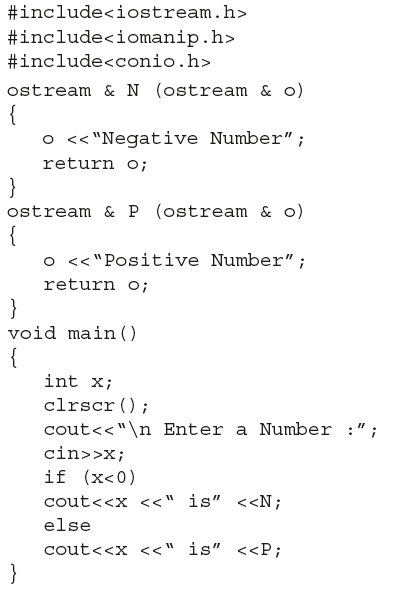 #include<iostream.h>
#include<iomanip.h>
#include<conio.h>
ostream & N (ostream & o)
{
o <<“Negative Number”;
return o;
}
ostream & P (ostream & o)
{
o <<“Positive Number”;
return o;
}
void main()
{
int x;
clrscr();
cout<<“\n Enter a Number :”;
cin>>x;
if (x<0)
cout<<x <<“ is” <<N;
else
cout<<x <<“ is” <<P;
}